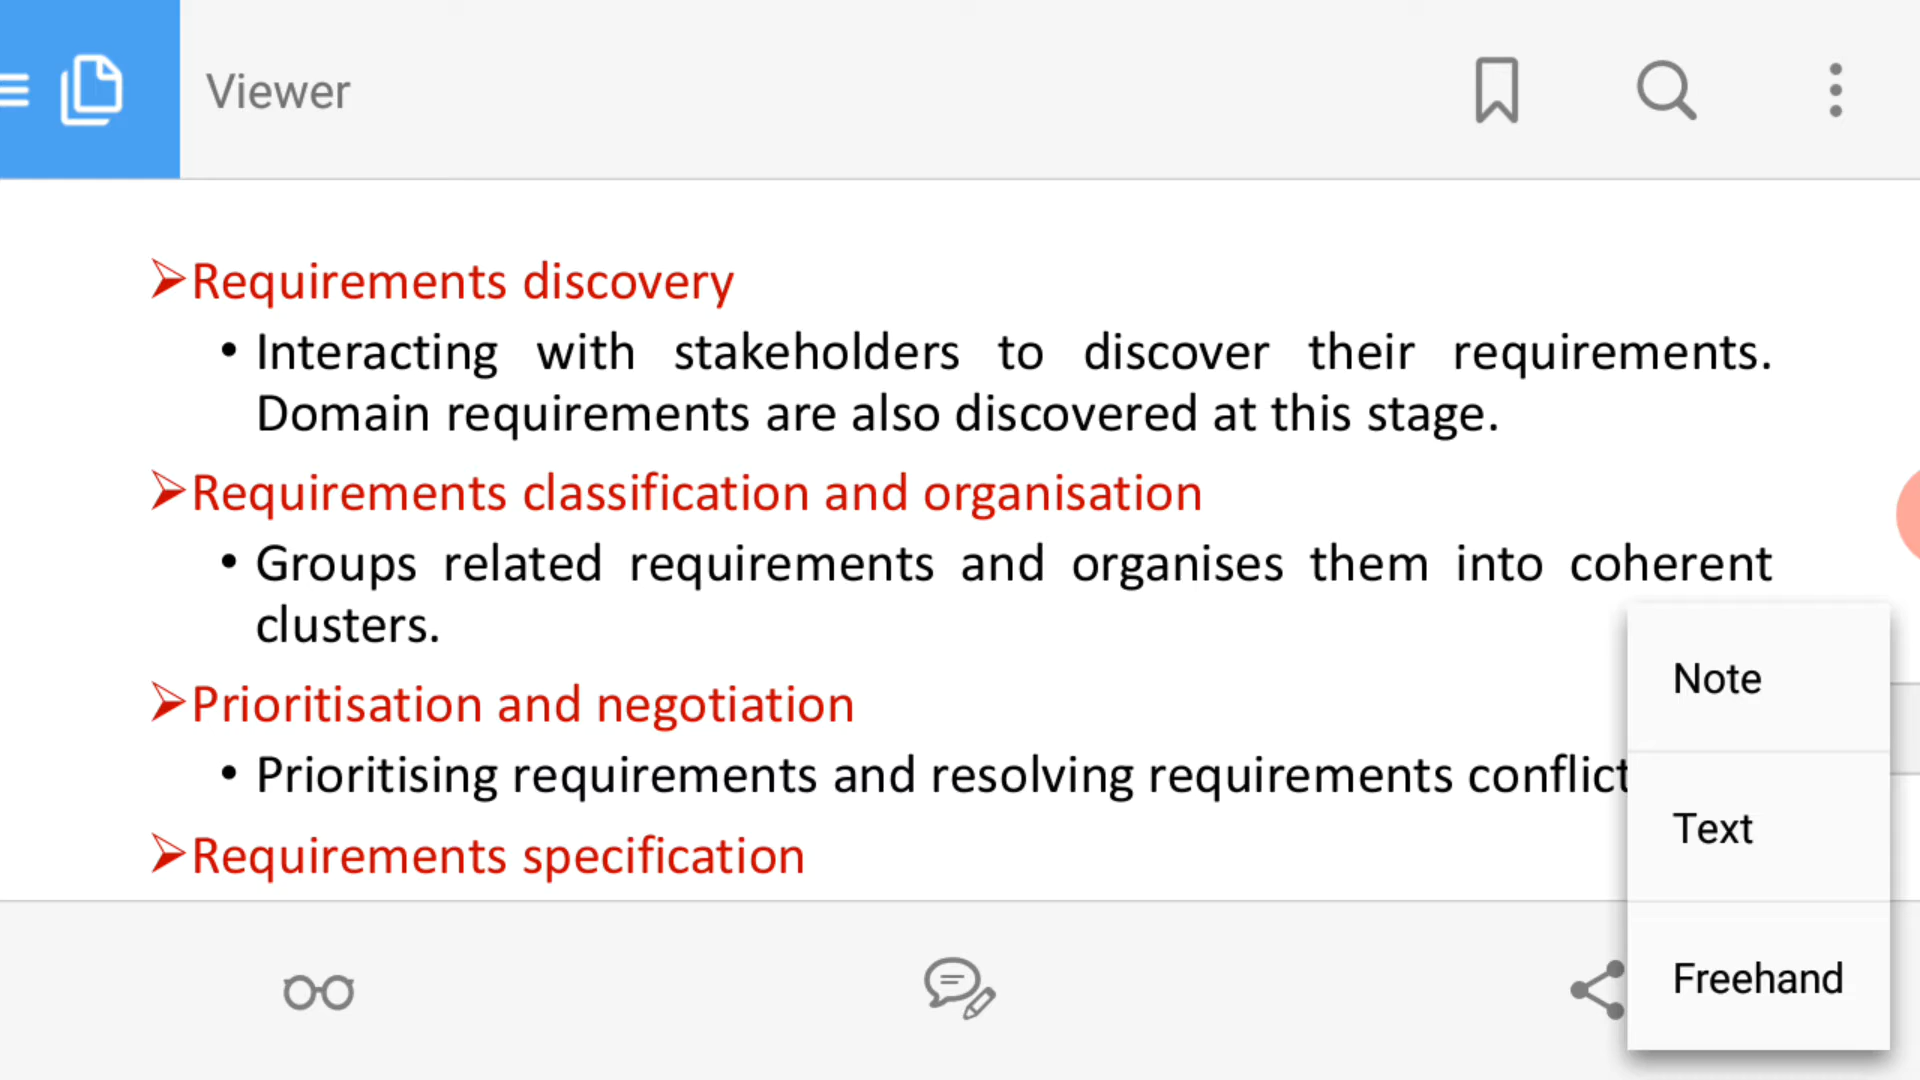 Viewer
➢Requirements discovery
• Interacting with stakeholders to discover their requirements.
Domain requirements are also discovered at this stage.
➢Requirements classification and organisation
• Groups related requirements and organises them into coherent
clusters.
➢Prioritisation and negotiation
• Prioritising requirements and resolving requirements conflict
➢Requirements specification
Note
Text
Freehand